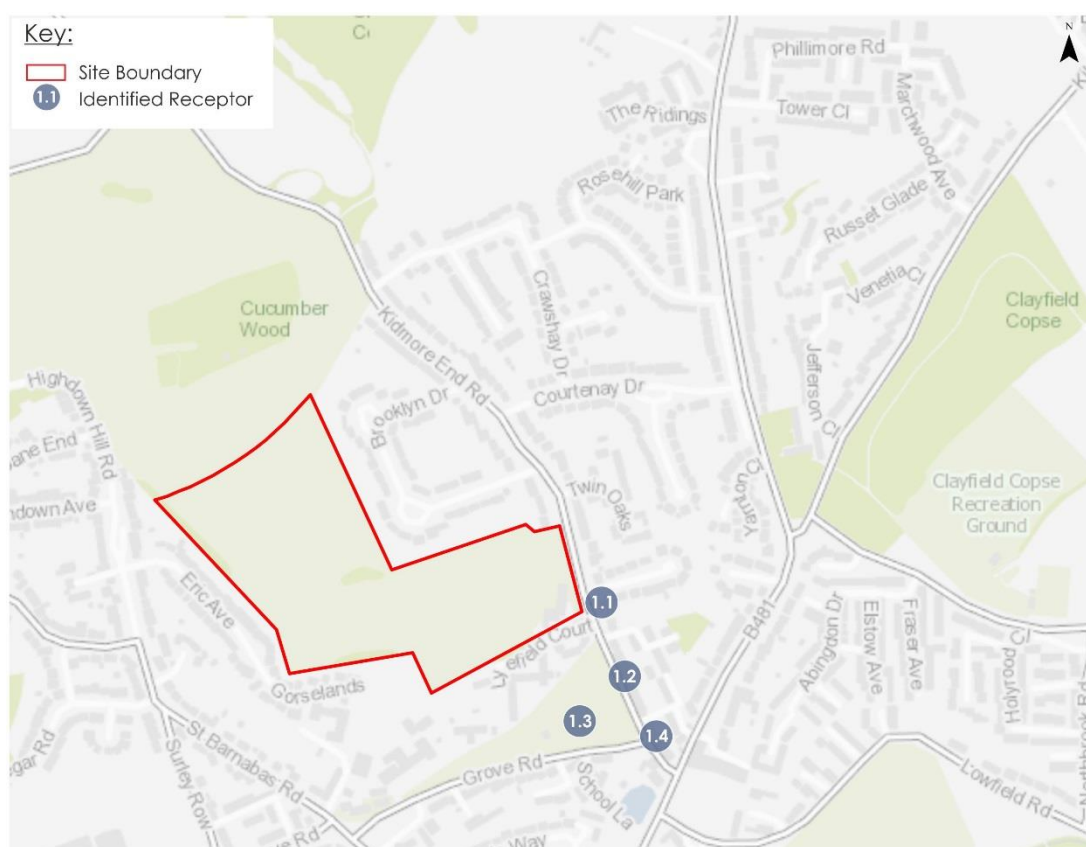 Key:
Site Boundary
1.1 Identified Receptor
N
Phillimore Rd
Tower Cl
Marchwood Ave
The Ridings
Rosehill Park
Russet Glade
Venetia Cl
Clayfield
Copse
Cucumber
Wood
Kidmore End Rd
Crawshay Dr
Courtenay Dr
Jefferson Cl
Highdown Hill Rd
Brooklyn Dr
Twin Oaks
Yarnton Cl
Clayfield Copse
Recreation
Ground
Eric Ave
1.1
B481
Abingdon Dr
Elstow Ave
Fraser Ave
Holyrood Cl
1.2
Gorselands
1.3
1.4
St Barnabas Rd
Surley Row
Grove Rd
School La
Lowfield Rd
Way